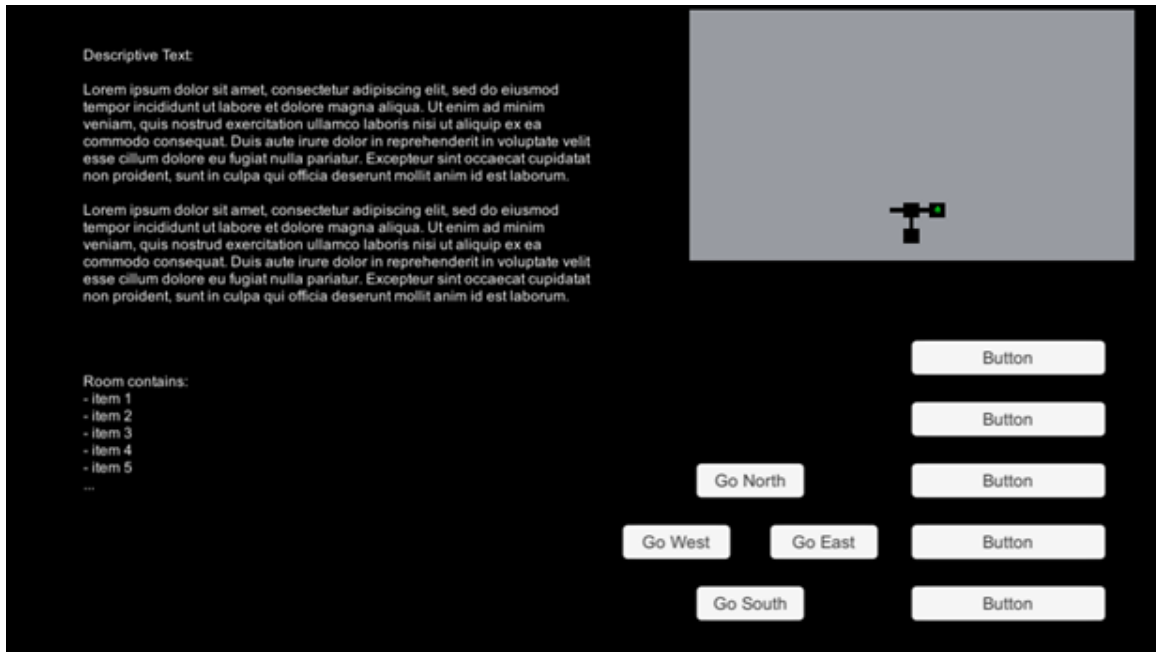 Descriptive Text:
Lorem ipsum dolor sit amet, consectetur adipiscing elit, sed do eiusmod
tempor incididunt ut labore et dolore magna aliqua. Ut enim ad minim
veniam, quis nostrud exercitation ullamco laboris nisi ut aliquip ex ea
commodo consequat. Duis aute irure dolor in reprehenderit in voluptate velit
esse cillum dolore eu fugiat nulla pariatur. Excepteur sint occaecat cupidatat
non proident, sunt in culpa qui officia deserunt mollit anim id est laborum.
Lorem ipsum dolor sit amet, consectetur adipiscing elit, sed do eiusmod
tempor incididunt ut labore et dolore magna aliqua. Ut enim ad minim
veniam, quis nostrud exercitation ullamco laboris nisi ut aliquip ex ea
commodo consequat. Duis aute irure dolor in reprehenderit in voluptate velit
esse cillum dolore eu fugiat nulla pariatur. Excepteur sint occaecat cupidatat
non proident, sunt in culpa qui officia deserunt mollit anim id est laborum.
Room contains:
- item 1
- item 2
- item 3
- item 4
- item 5
...
Button
Button
Go North
Button
Go West
Go East
Button
Go South
Button